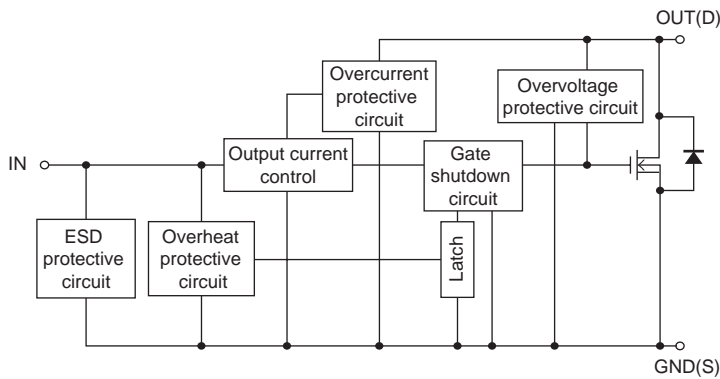 OUT(D)
Overcurrent
protective
circuit
Overvoltage
protective circuit
IN
Output current
control
Gate
shutdown
circuit
ESD
protective
circuit
Overheat
protective
circuit
Latch
GND(S)